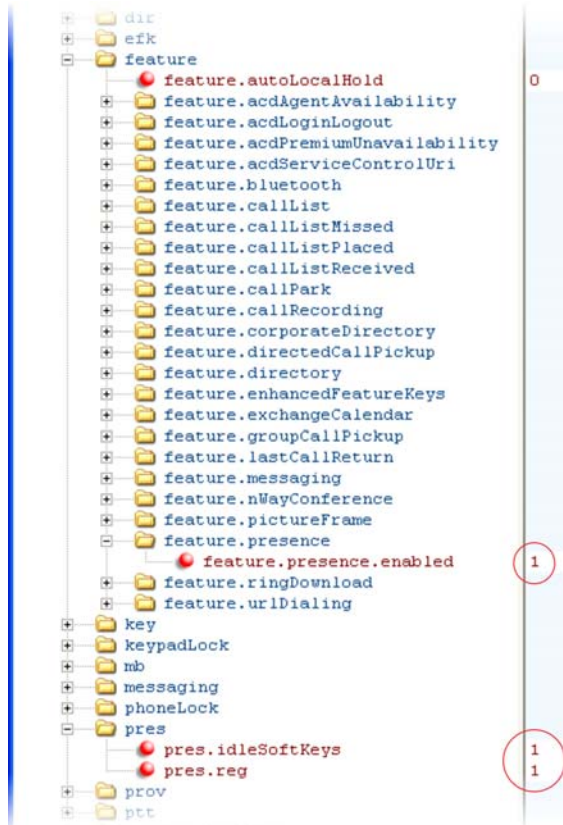 dir
efk
feature
feature.autoLocalHold 0
feature.acdAgentAvailability
feature.acdLoginLogout
feature.acdPremiumUnavailability
feature.acdServiceControlUri
feature.bluetooth
feature.callList
feature.callListMissed
feature.callListPlaced
feature.callListReceived
feature.callPark
feature.callRecording
feature.corporateDirectory
feature.directedCallPickup
feature.directory
feature.enhancedFeatureKeys
feature.exchangeCalendar
feature.groupCallPickup
feature.lastCallReturn
feature.messaging
feature.nWayConference
feature.pictureFrame
feature.presence
feature.presence.enabled 1
feature.ringDownload
feature.urlDialing
key
keypadLock
mb
messaging
phoneLock
pres
pres.idleSoftKeys 1
pres.reg 1
prov
ptt